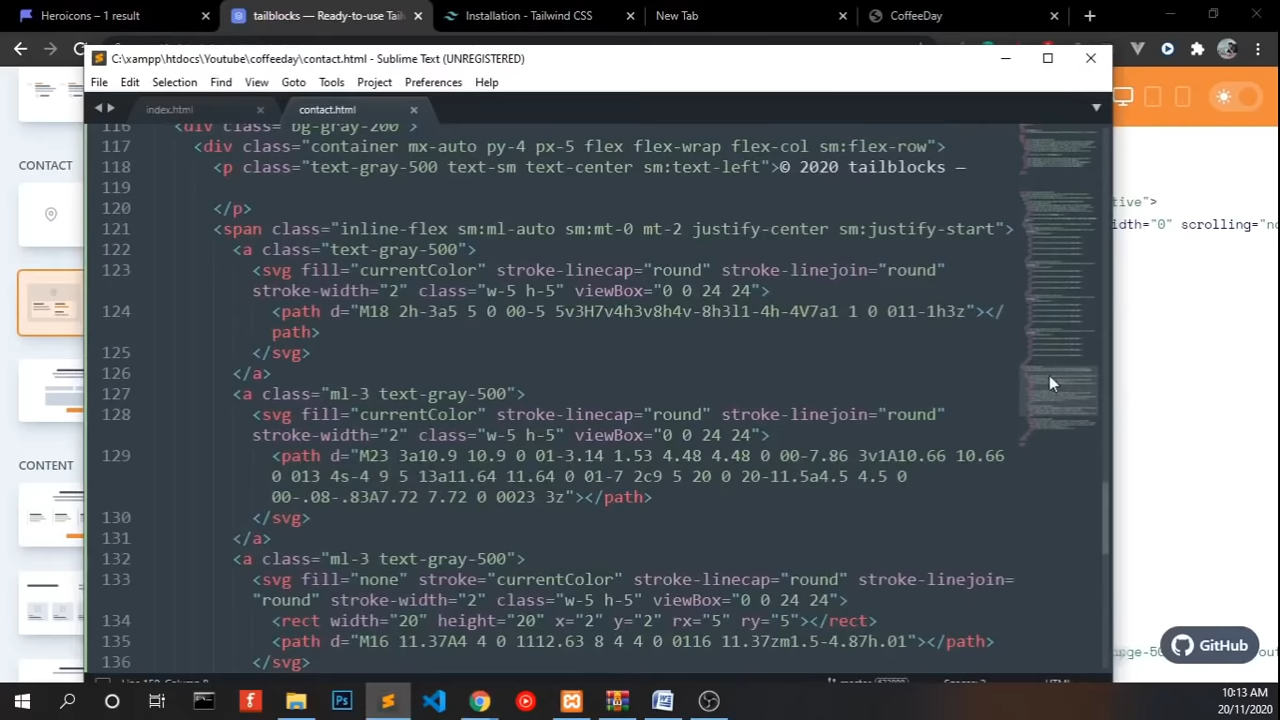 Heroicons – 1 result
tailblocks — Ready-to-use Tail
Installation - Tailwind CSS
New Tab
CoffeeDay
C:\xampp\htdocs\Youtube\coffeeday\contact.html - Sublime Text (UNREGISTERED)
File Edit Selection Find View Goto Tools Project Preferences Help
index.html
contact.html
116 <div class="bg-gray-200">
117 <div class="container mx-auto py-4 px-5 flex flex-wrap flex-col sm:flex-row">
118 <p class="text-gray-500 text-sm text-center sm:text-left">© 2020 tailblocks —
119
120 </p>
121 <span class="inline-flex sm:ml-auto sm:mt-0 mt-2 justify-center sm:justify-start">
122 <a class="text-gray-500">
123 <svg fill="currentColor" stroke-linecap="round" stroke-linejoin="round"
stroke-width="2" class="w-5 h-5" viewBox="0 0 24 24">
124 <path d="M18 2h-3a5 5 0 00-5 5v3H7v4h3v8h4v-8h3l1-4h-4V7a1 1 0 011-1h3z"></
path>
125 </svg>
126 </a>
127 <a class="ml-3 text-gray-500">
128 <svg fill="currentColor" stroke-linecap="round" stroke-linejoin="round"
stroke-width="2" class="w-5 h-5" viewBox="0 0 24 24">
129 <path d="M23 3a10.9 10.9 0 01-3.14 1.53 4.48 4.48 0 00-7.86 3v1A10.66 10.66
0 013 4s-4 9 5 13a11.64 11.64 0 01-7 2c9 5 20 0 20-11.5a4.5 4.5 0
00-.08-.83A7.72 7.72 0 0023 3z"></path>
130 </svg>
131 </a>
132 <a class="ml-3 text-gray-500">
133 <svg fill="none" stroke="currentColor" stroke-linecap="round" stroke-linejoin=
"round" stroke-width="2" class="w-5 h-5" viewBox="0 0 24 24">
134 <rect width="20" height="20" x="2" y="2" rx="5" ry="5"></rect>
135 <path d="M16 11.37A4 4 0 1112.63 8 4 4 0 0116 11.37zm1.5-4.87h.01"></path>
136 </svg>
CONTACT
CONTENT
tive">
idth="0" scrolling="no
GitHub
HTML
10:13 AM
20/11/2020